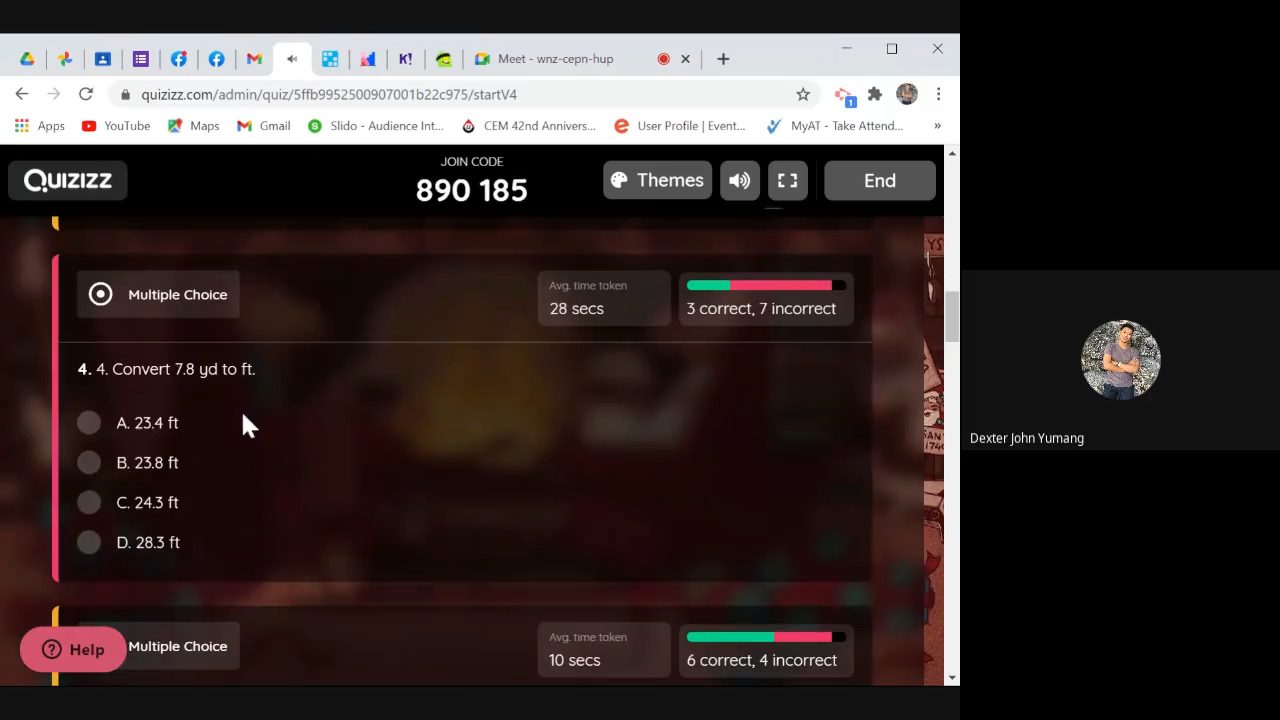 K!
Meet - wnz-cepn-hup
quizizz.com/admin/quiz/5ffb9952500907001b22c975/startV4
1
Apps YouTube Maps Gmail Slido - Audience Int... CEM 42nd Annivers... User Profile | Event... MyAT - Take Attend... »
Quizizz
JOIN CODE
890 185
Themes
End
Multiple Choice
Avg. time taken
28 secs
3 correct, 7 incorrect
4. 4. Convert 7.8 yd to ft.
A. 23.4 ft
B. 23.8 ft
C. 24.3 ft
D. 28.3 ft
Dexter John Yumang
Help
Multiple Choice
Avg. time taken
10 secs
6 correct, 4 incorrect